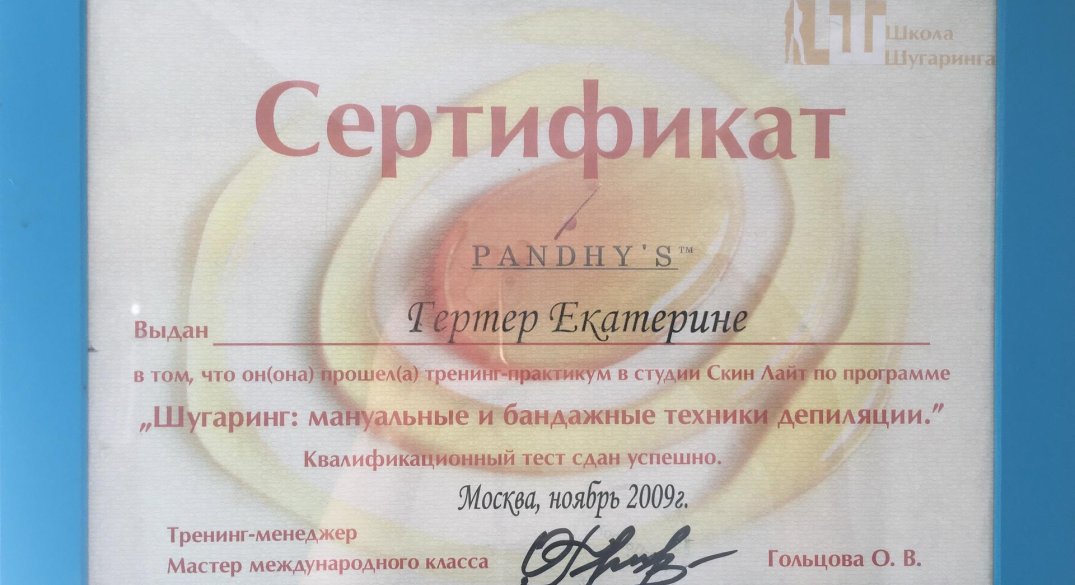 LIT Школа
Шугаринга
Сертификат
PANDHY'S™
Выдан Гертер Екатерине
в том, что он(она) прошел(а) тренинг-практикум в студии Скин Лайт по программе
„Шугаринг: мануальные и бандажные техники депиляции.”
Квалификационный тест сдан успешно.
Москва, ноябрь 2009г.
Тренинг-менеджер
Мастер международного класса Гольцова О. В.